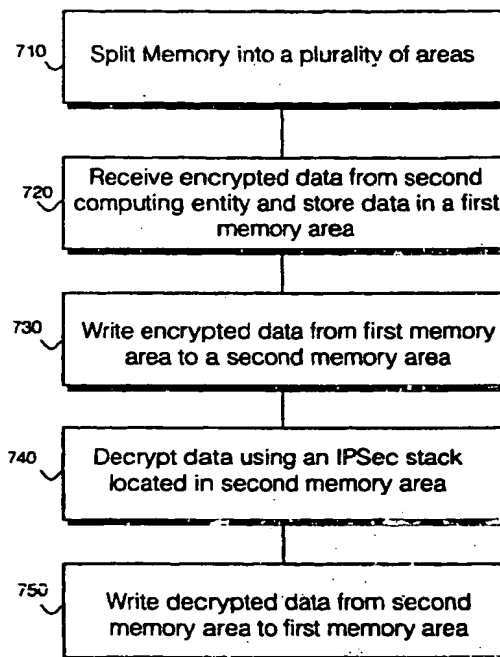 710
Split Memory into a plurality of areas
720
Receive encrypted data from second
computing entity and store data in a first
memory area
730
Write encrypted data from first memory
area to a second memory area
740
Decrypt data using an IPSec stack
located in second memory area
750
Write decrypted data from second
memory area to first memory area